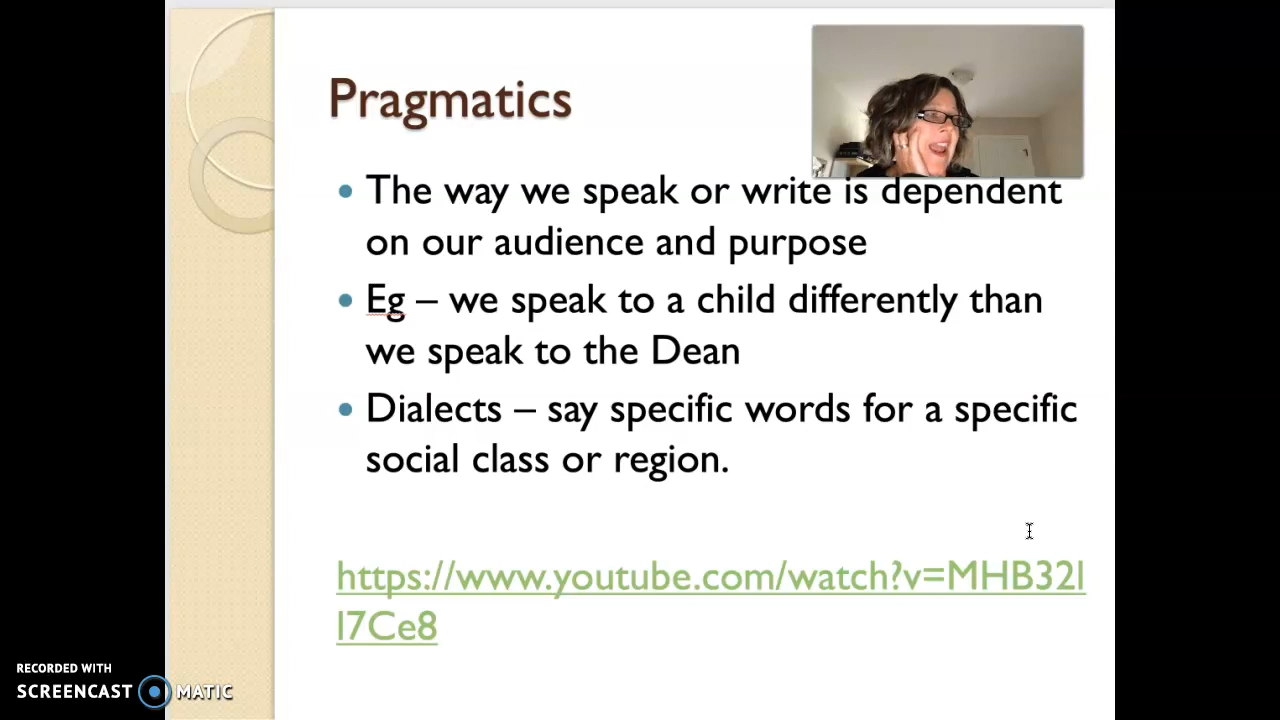 Pragmatics
The way we speak or write is dependent
on our audience and purpose
Eg – we speak to a child differently than
we speak to the Dean
Dialects – say specific words for a specific
social class or region.
https://www.youtube.com/watch?v=MHB32l
l7Ce8
RECORDED WITH
SCREENCAST MATIC